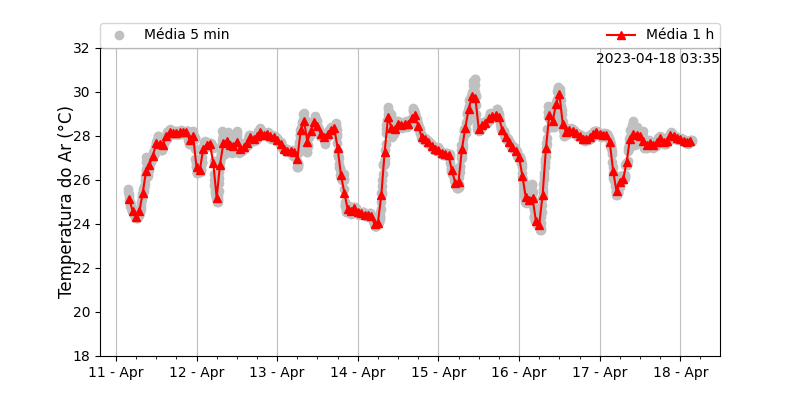 Média 5 min
Média 1 h
2023-04-18 03:35
Temperatura do Ar (°C)
32
30
28
26
24
22
20
18
11 - Apr
12 - Apr
13 - Apr
14 - Apr
15 - Apr
16 - Apr
17 - Apr
18 - Apr